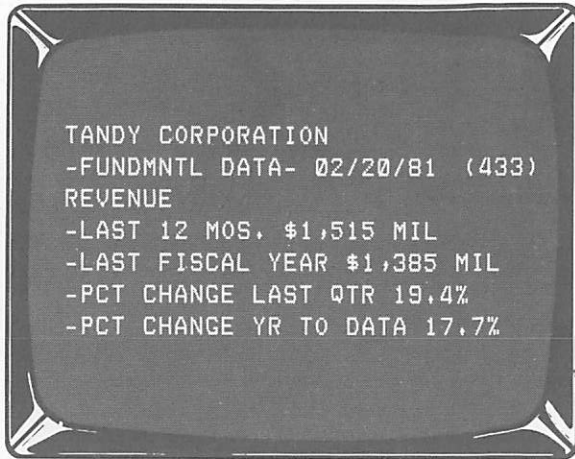 TANDY CORPORATION
-FUNDMNTL DATA- 02/20/81 (433)
REVENUE
-LAST 12 MOS. $1,515 MIL
-LAST FISCAL YEAR $1,385 MIL
-PCT CHANGE LAST QTR 19.4%
-PCT CHANGE YR TO DATA 17.7%